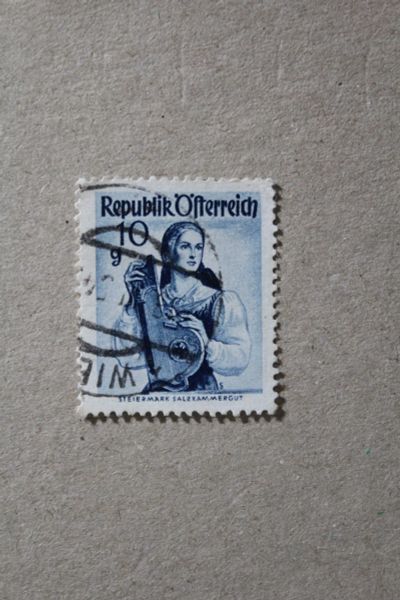 Republik Österreich
10
g
WIE
S
STEIERMARK SALZKAMMERGUT